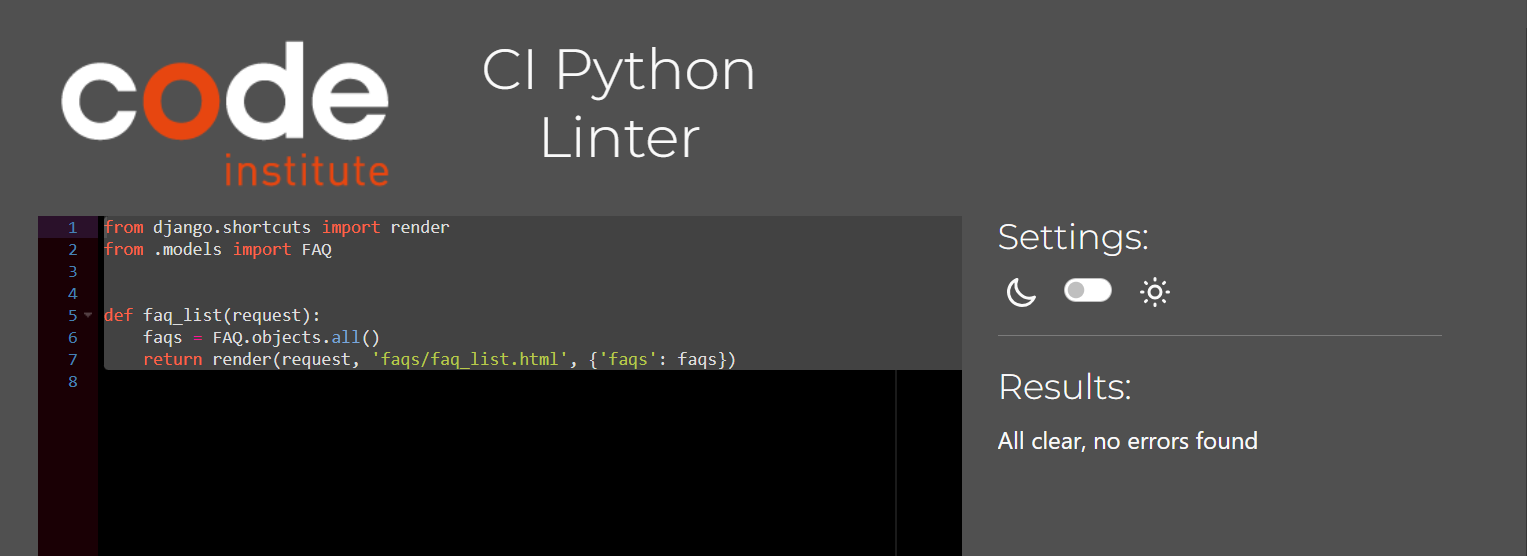 code
institute
CI Python
Linter
1 from django.shortcuts import render
2 from .models import FAQ
3
4
5 def faq_list(request):
6     faqs = FAQ.objects.all()
7     return render(request, 'faqs/faq_list.html', {'faqs': faqs})
8
Settings:
Results:
All clear, no errors found